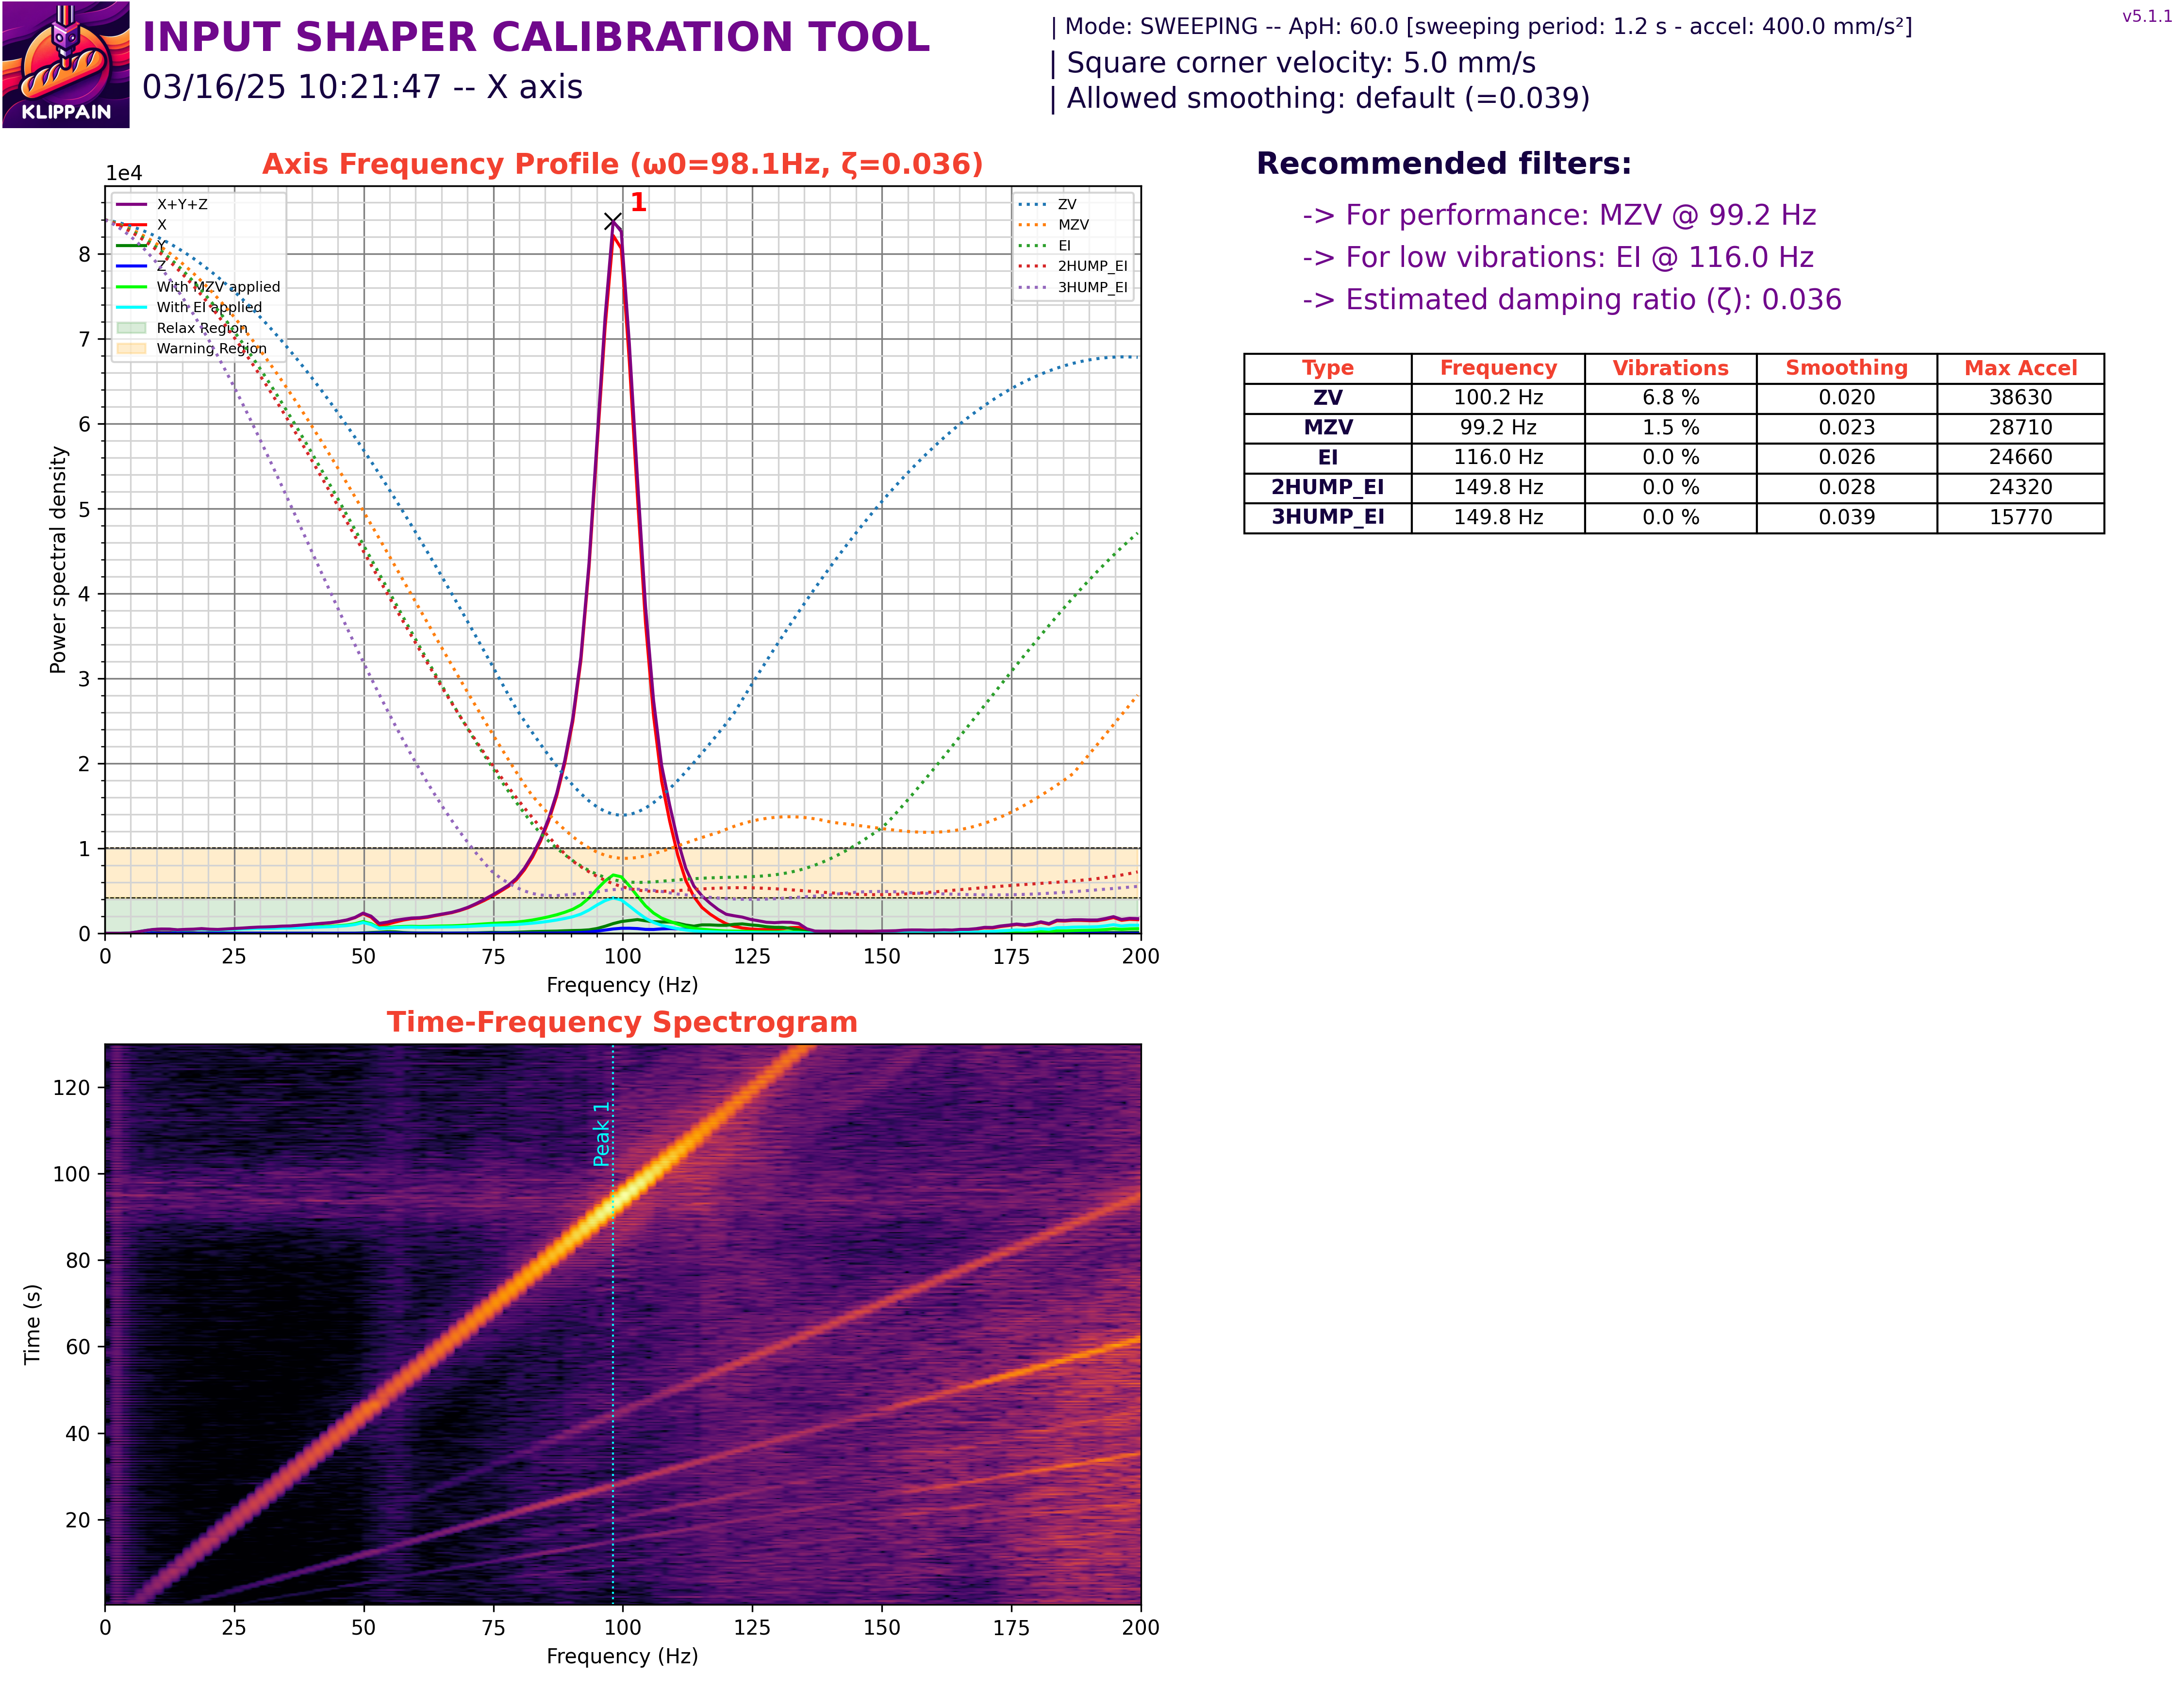 KLIPPAIN
INPUT SHAPER CALIBRATION TOOL
03/16/25 10:21:47 -- X axis
| Mode: SWEEPING -- ApH: 60.0 [sweeping period: 1.2 s - accel: 400.0 mm/s²]
| Square corner velocity: 5.0 mm/s
| Allowed smoothing: default (=0.039)
v5.1.1
Axis Frequency Profile (ω0=98.1Hz, ζ=0.036)
1e4
X+Y+Z
X
Y
Z
With MZV applied
With EI applied
Relax Region
Warning Region
1
ZV
MZV
EI
2HUMP_EI
3HUMP_EI
Power spectral density
8
7
6
5
4
3
2
1
0
0 25 50 75 100 125 150 175 200
Frequency (Hz)
Recommended filters:
-> For performance: MZV @ 99.2 Hz
-> For low vibrations: EI @ 116.0 Hz
-> Estimated damping ratio (ζ): 0.036
Type Frequency Vibrations Smoothing Max Accel
ZV 100.2 Hz 6.8 % 0.020 38630
MZV 99.2 Hz 1.5 % 0.023 28710
EI 116.0 Hz 0.0 % 0.026 24660
2HUMP_EI 149.8 Hz 0.0 % 0.028 24320
3HUMP_EI 149.8 Hz 0.0 % 0.039 15770
Time-Frequency Spectrogram
Time (s)
120
100
80
60
40
20
Peak 1
0 25 50 75 100 125 150 175 200
Frequency (Hz)